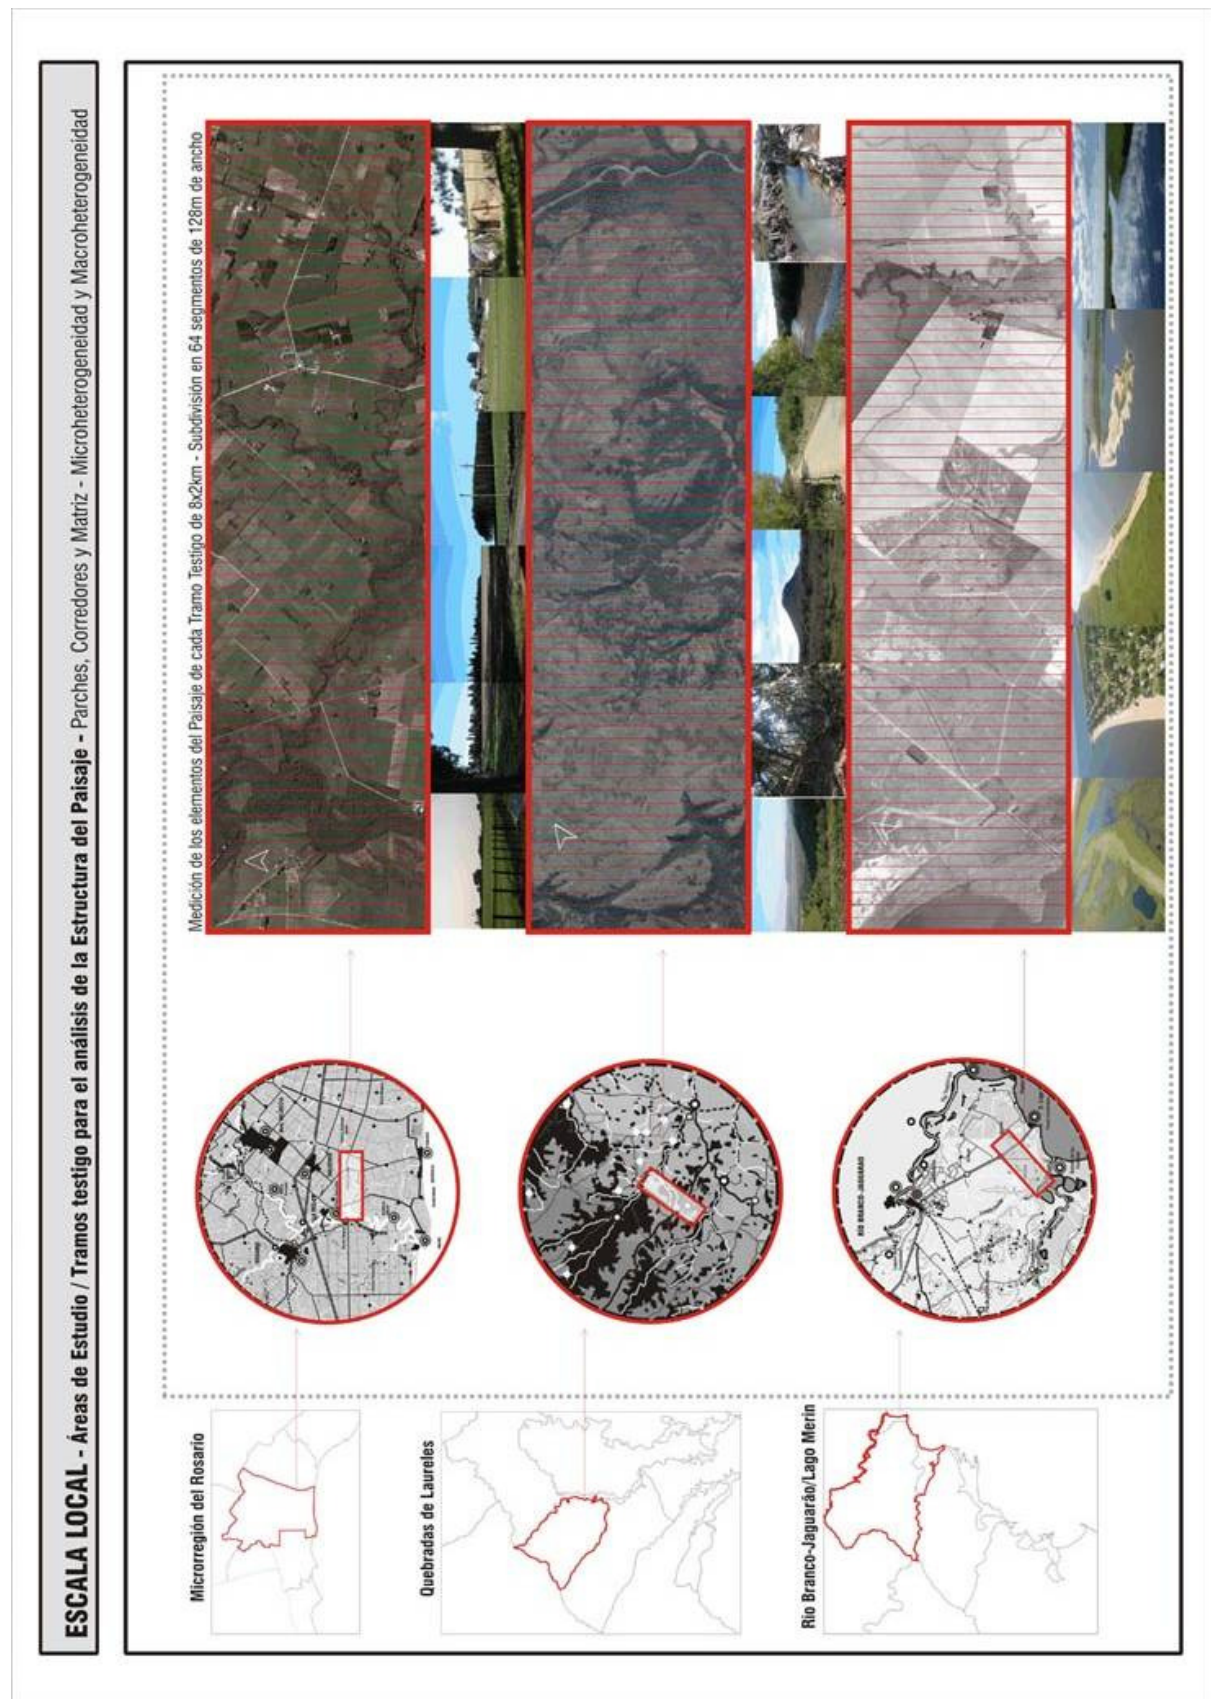 ESCALA LOCAL - Áreas de Estudio / Tramos testigo para el análisis de la Estructura del Paisaje - Parches, Corredores y Matriz - Microheterogeneidad y Macroheterogeneidad
Microrregión del Rosario
Medición de los elementos del Paisaje de cada Tramo Testigo de 8x2km - Subdivisión en 64 segmentos de 128m de ancho
Quebradas de Laureles
Rio Branco-Jaguarão/Lago Merin
RIO BRANCO-JAGUARAO